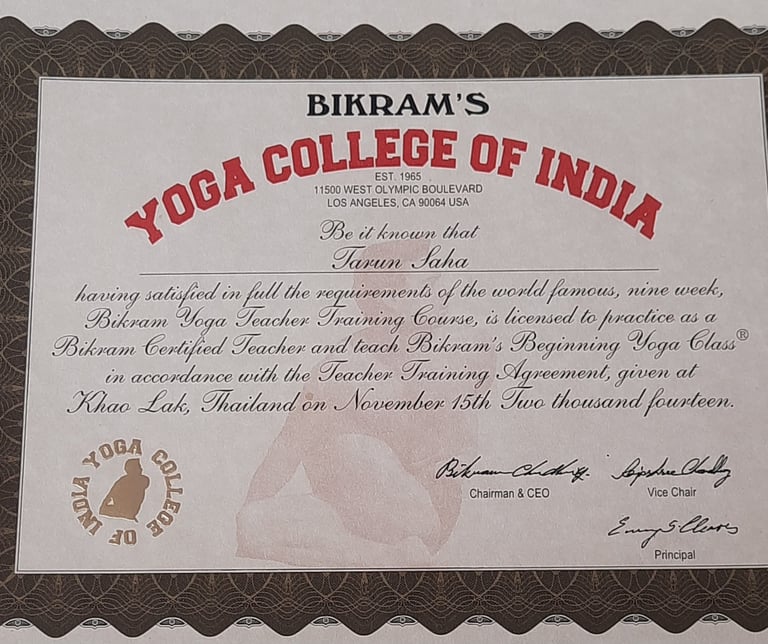 BIKRAM'S
YOGA COLLEGE OF INDIA
EST. 1965
11500 WEST OLYMPIC BOULEVARD
LOS ANGELES, CA 90064 USA
Be it known that
Tarun Saha
having satisfied in full the requirements of the world famous, nine week,
Bikram Yoga Teacher Training Course, is licensed to practice as a
Bikram Certified Teacher and teach Bikram's Beginning Yoga Class®
in accordance with the Teacher Training Agreement, given at
Khao Lak, Thailand on November 15th Two thousand fourteen.
YOGA COLLEGE OF INDIA
Chairman & CEO
Vice Chair
Principal